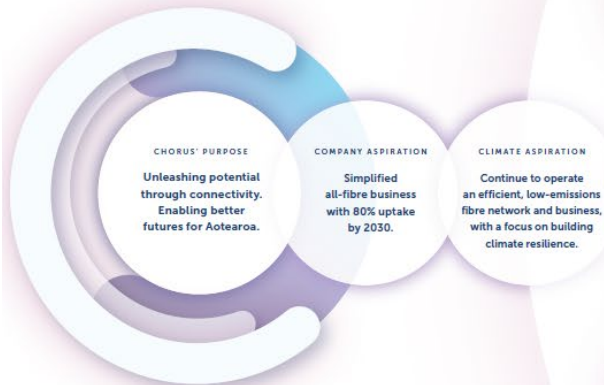 CHORUS' PURPOSE
Unleashing potential
through connectivity.
Enabling better
futures for Aotearoa.
COMPANY ASPIRATION
Simplified
all-fibre business
with 80% uptake
by 2030.
CLIMATE ASPIRATION
Continue to operate
an efficient, low-emissions
fibre network and business,
with a focus on building
climate resilience.